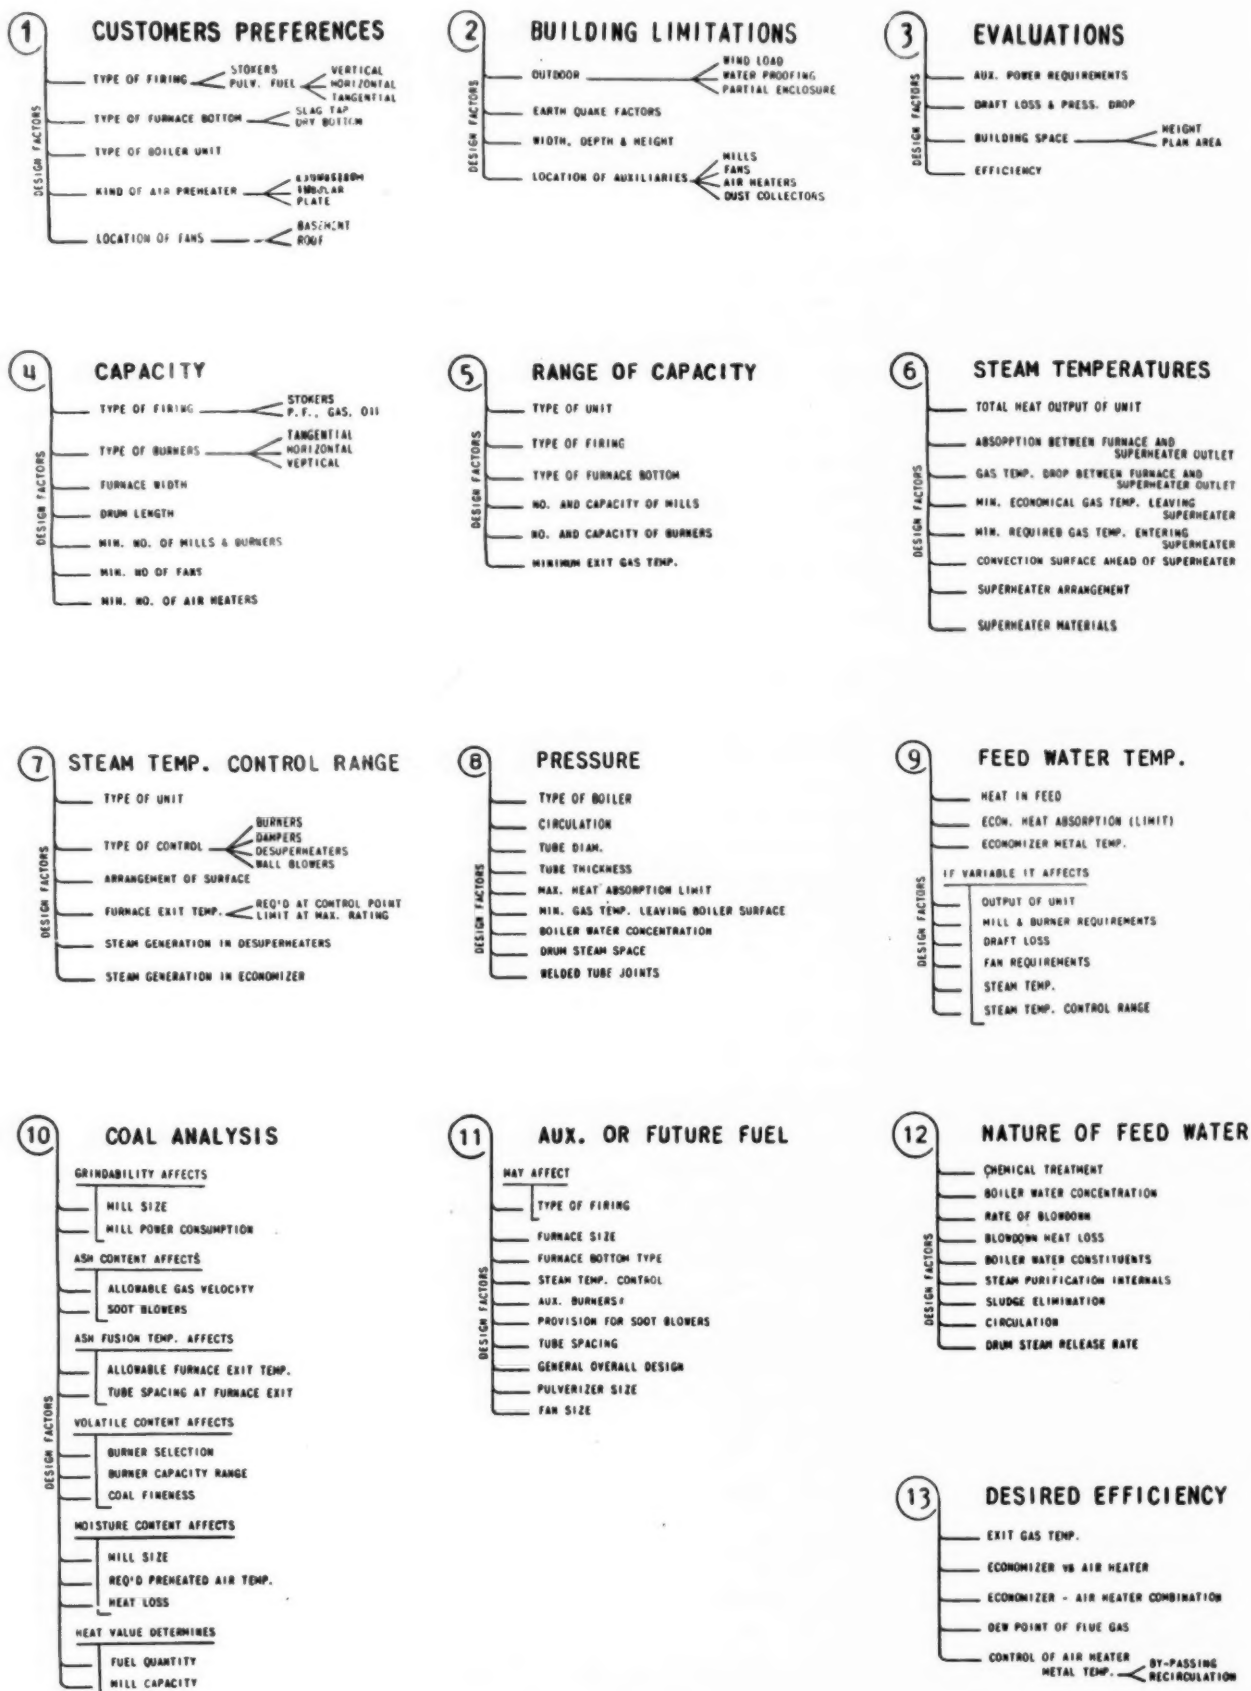 1 CUSTOMERS PREFERENCES
DESIGN FACTORS
TYPE OF FIRING
STOKERS
PULV. FUEL
VERTICAL
HORIZONTAL
TANGENTIAL
TYPE OF FURNACE BOTTOM
SLAG TAP
DRY BOTTOM
TYPE OF BOILER UNIT
KIND OF AIR PREHEATER
TUBULAR
PLATE
LOCATION OF FANS
BASEMENT
ROOF
2 BUILDING LIMITATIONS
DESIGN FACTORS
OUTDOOR
WIND LOAD
WATER PROOFING
PARTIAL ENCLOSURE
EARTH QUAKE FACTORS
WIDTH, DEPTH & HEIGHT
LOCATION OF AUXILIARIES
MILLS
FANS
AIR HEATERS
DUST COLLECTORS
3 EVALUATIONS
DESIGN FACTORS
AUX. POWER REQUIREMENTS
DRAFT LOSS & PRESS. DROP
BUILDING SPACE
HEIGHT
PLAN AREA
EFFICIENCY
4 CAPACITY
DESIGN FACTORS
TYPE OF FIRING
STOKERS
P.F., GAS, OIL
TYPE OF BURNERS
TANGENTIAL
HORIZONTAL
VERTICAL
FURNACE WIDTH
DRUM LENGTH
MIN. NO. OF MILLS & BURNERS
MIN. NO OF FANS
MIN. NO. OF AIR HEATERS
5 RANGE OF CAPACITY
DESIGN FACTORS
TYPE OF UNIT
TYPE OF FIRING
TYPE OF FURNACE BOTTOM
NO. AND CAPACITY OF MILLS
NO. AND CAPACITY OF BURNERS
MINIMUM EXIT GAS TEMP.
6 STEAM TEMPERATURES
DESIGN FACTORS
TOTAL HEAT OUTPUT OF UNIT
ABSORPTION BETWEEN FURNACE AND
SUPERHEATER OUTLET
GAS TEMP. DROP BETWEEN FURNACE AND
SUPERHEATER OUTLET
MIN. ECONOMICAL GAS TEMP. LEAVING
SUPERHEATER
MIN. REQUIRED GAS TEMP. ENTERING
SUPERHEATER
CONVECTION SURFACE AHEAD OF SUPERHEATER
SUPERHEATER ARRANGEMENT
SUPERHEATER MATERIALS
7 STEAM TEMP. CONTROL RANGE
DESIGN FACTORS
TYPE OF UNIT
TYPE OF CONTROL
BURNERS
DAMPERS
DESUPERHEATERS
WALL BLOWERS
ARRANGEMENT OF SURFACE
FURNACE EXIT TEMP.
REQ'D AT CONTROL POINT
LIMIT AT MAX. RATING
STEAM GENERATION IN DESUPERHEATERS
STEAM GENERATION IN ECONOMIZER
8 PRESSURE
DESIGN FACTORS
TYPE OF BOILER
CIRCULATION
TUBE DIAM.
TUBE THICKNESS
MAX. HEAT ABSORPTION LIMIT
MIN. GAS TEMP. LEAVING BOILER SURFACE
BOILER WATER CONCENTRATION
DRUM STEAM SPACE
WELDED TUBE JOINTS
9 FEED WATER TEMP.
DESIGN FACTORS
HEAT IN FEED
ECON. HEAT ABSORPTION (LIMIT)
ECONOMIZER METAL TEMP.
IF VARIABLE IT AFFECTS
OUTPUT OF UNIT
MILL & BURNER REQUIREMENTS
DRAFT LOSS
FAN REQUIREMENTS
STEAM TEMP.
STEAM TEMP. CONTROL RANGE
10 COAL ANALYSIS
DESIGN FACTORS
GRINDABILITY AFFECTS
MILL SIZE
MILL POWER CONSUMPTION
ASH CONTENT AFFECTS
ALLOWABLE GAS VELOCITY
SOOT BLOWERS
ASH FUSION TEMP. AFFECTS
ALLOWABLE FURNACE EXIT TEMP.
TUBE SPACING AT FURNACE EXIT
VOLATILE CONTENT AFFECTS
BURNER SELECTION
BURNER CAPACITY RANGE
COAL FINENESS
MOISTURE CONTENT AFFECTS
MILL SIZE
REQ'D PREHEATED AIR TEMP.
HEAT LOSS
HEAT VALUE DETERMINES
FUEL QUANTITY
MILL CAPACITY
11 AUX. OR FUTURE FUEL
DESIGN FACTORS
MAY AFFECT
TYPE OF FIRING
FURNACE SIZE
FURNACE BOTTOM TYPE
STEAM TEMP. CONTROL
AUX. BURNERS
PROVISION FOR SOOT BLOWERS
TUBE SPACING
GENERAL OVERALL DESIGN
PULVERIZER SIZE
FAN SIZE
12 NATURE OF FEED WATER
DESIGN FACTORS
CHEMICAL TREATMENT
BOILER WATER CONCENTRATION
RATE OF BLOWDOWN
BLOWDOWN HEAT LOSS
BOILER WATER CONSTITUENTS
STEAM PURIFICATION INTERNALS
SLUDGE ELIMINATION
CIRCULATION
DRUM STEAM RELEASE RATE
13 DESIRED EFFICIENCY
EXIT GAS TEMP.
ECONOMIZER VS AIR HEATER
ECONOMIZER - AIR HEATER COMBINATION
DEW POINT OF FLUE GAS
CONTROL OF AIR HEATER
METAL TEMP.
BY-PASSING
RECIRCULATION